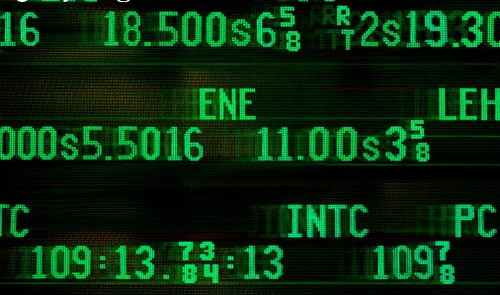 16 18.500s6 5/8 R/T 2s19.30
ENE LEH
000s5.5016 11.00s3 5/8
TC INTC PC
109:13.7/8 3/4:13 109 7/8